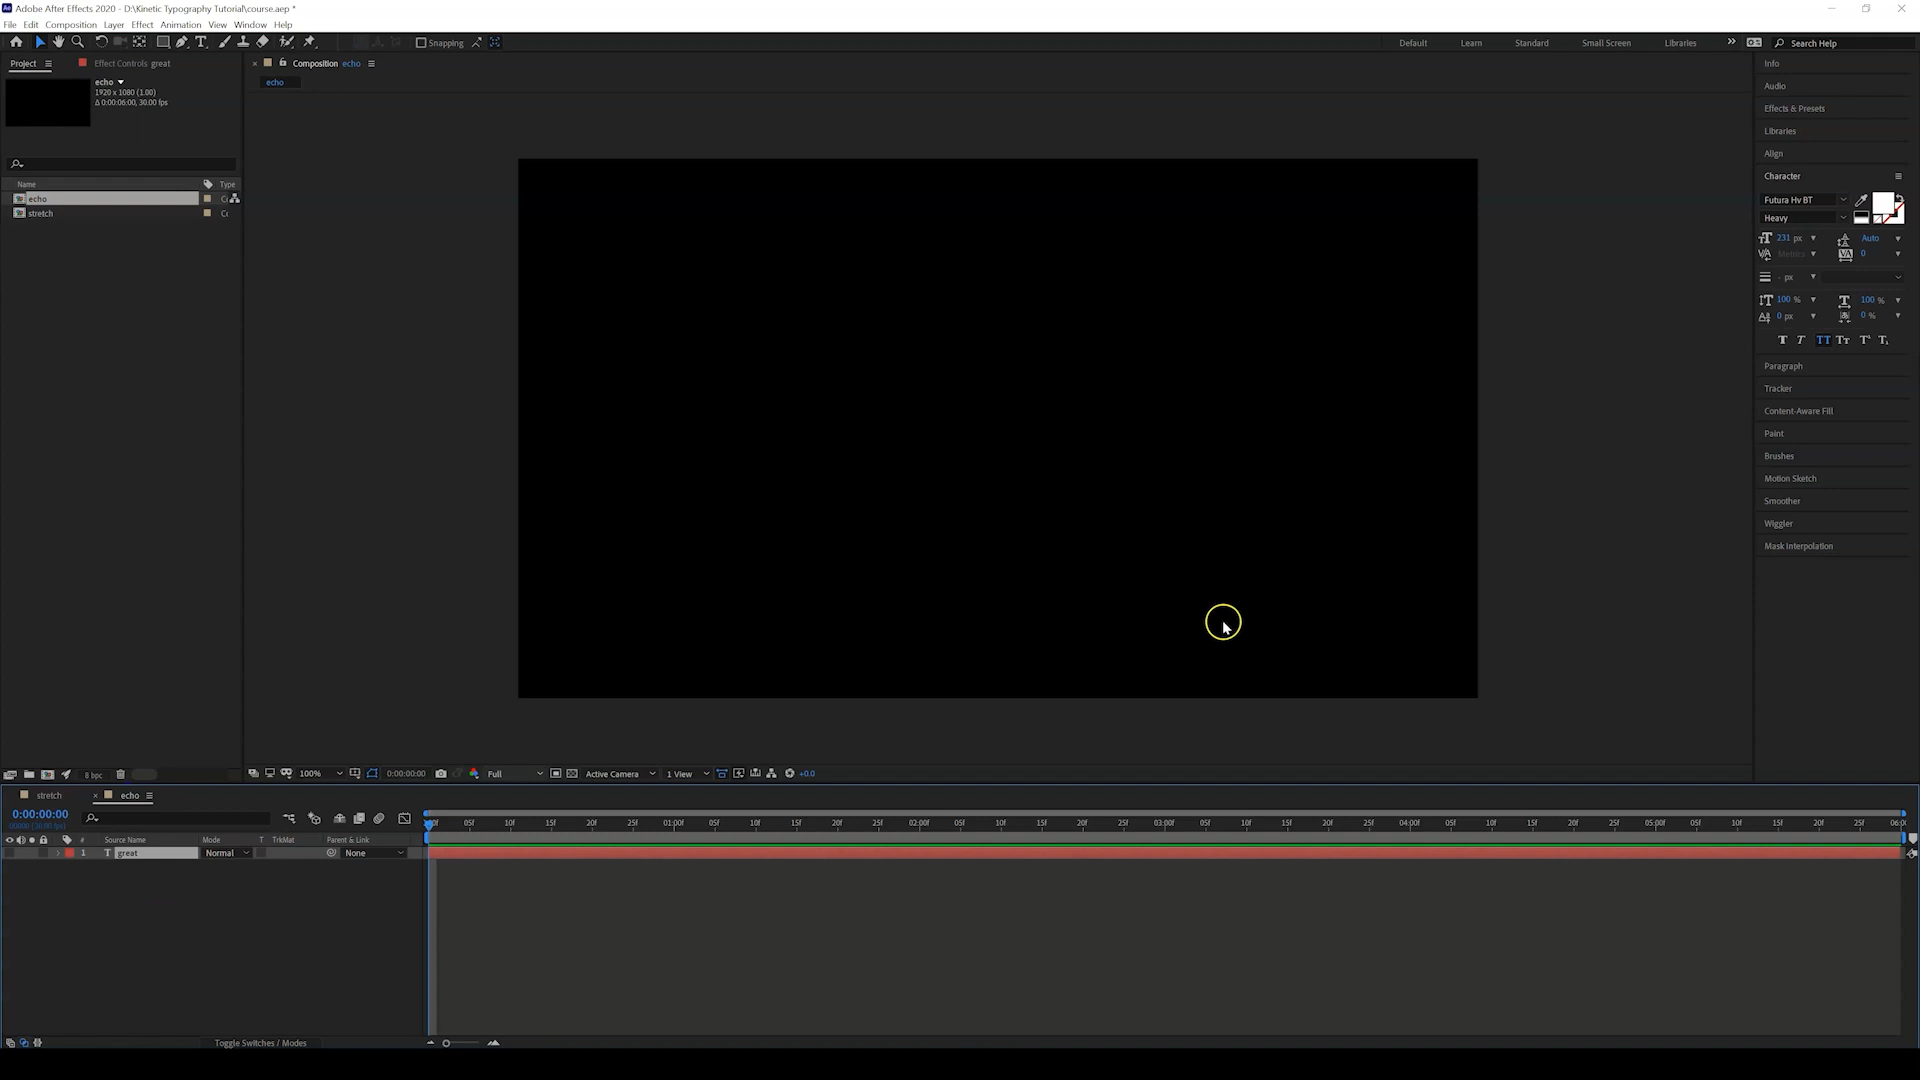 Adobe After Effects 2020 - D:\Kinetic Typography Tutorial\course.aep *
File Edit Composition Layer Effect Animation View Window Help
Snapping
Default Learn Standard Small Screen Libraries Search Help
Project Effect Controls great
Composition echo
echo
echo
1920 x 1080 (1.00)
Δ 0:00:06:00, 30.00 fps
Name Type
echo
stretch
Info
Audio
Effects & Presets
Libraries
Align
Character
Futura Hv BT
Heavy
231 px Auto
Metrics 0
- px
100 % 100 %
0 px 0 %
Paragraph
Tracker
Content-Aware Fill
Paint
Brushes
Motion Sketch
Smoother
Wiggler
Mask Interpolation
8 bpc
100% 0:00:00:00 Full Active Camera 1 View +0.0
stretch echo
0:00:00:00
00000 (30.00 fps)
05f 10f 15f 20f 25f 01:00f 05f 10f 15f 20f 25f 02:00f 05f 10f 15f 20f 25f 03:00f 05f 10f 15f 20f 25f 04:00f 05f 10f 15f 20f 25f 05:00f 05f 10f 15f 20f 25f
# Source Name Mode T TrkMat Parent & Link
1 T great Normal None
Toggle Switches / Modes